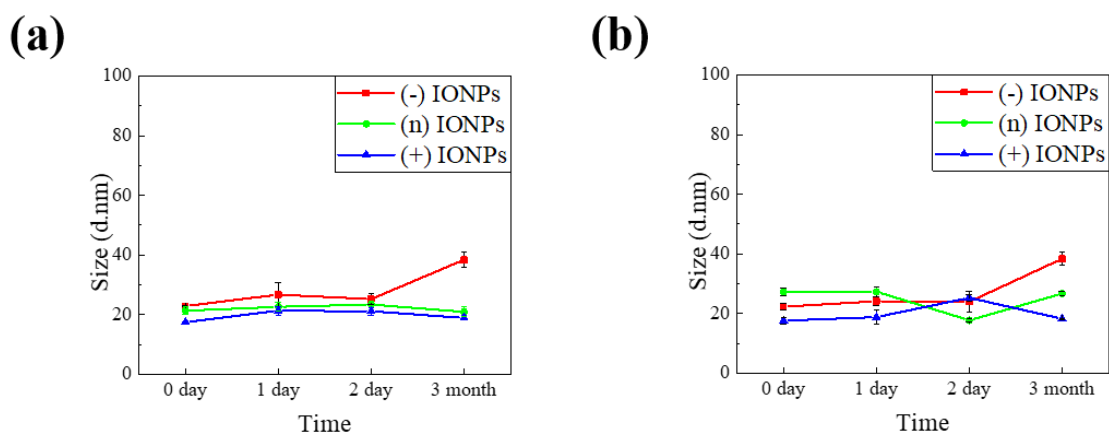 (a)
100
80
60
40
20
0
Size (d.nm)
(-) IONPs
(n) IONPs
(+) IONPs
0 day 1 day 2 day 3 month
Time
(b)
100
80
60
40
20
0
Size (d.nm)
(-) IONPs
(n) IONPs
(+) IONPs
0 day 1 day 2 day 3 month
Time